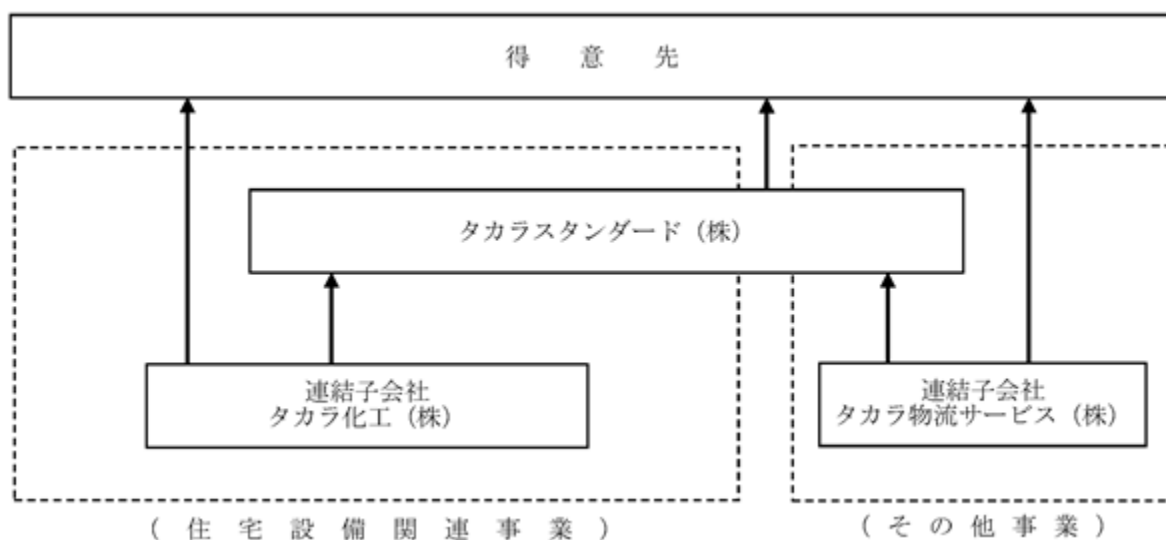 得 意 先
タカラスタンダード（株）
連結子会社
タカラ化工（株）
連結子会社
タカラ物流サービス（株）
（ 住 宅 設 備 関 連 事 業 ）
（ そ の 他 事 業 ）